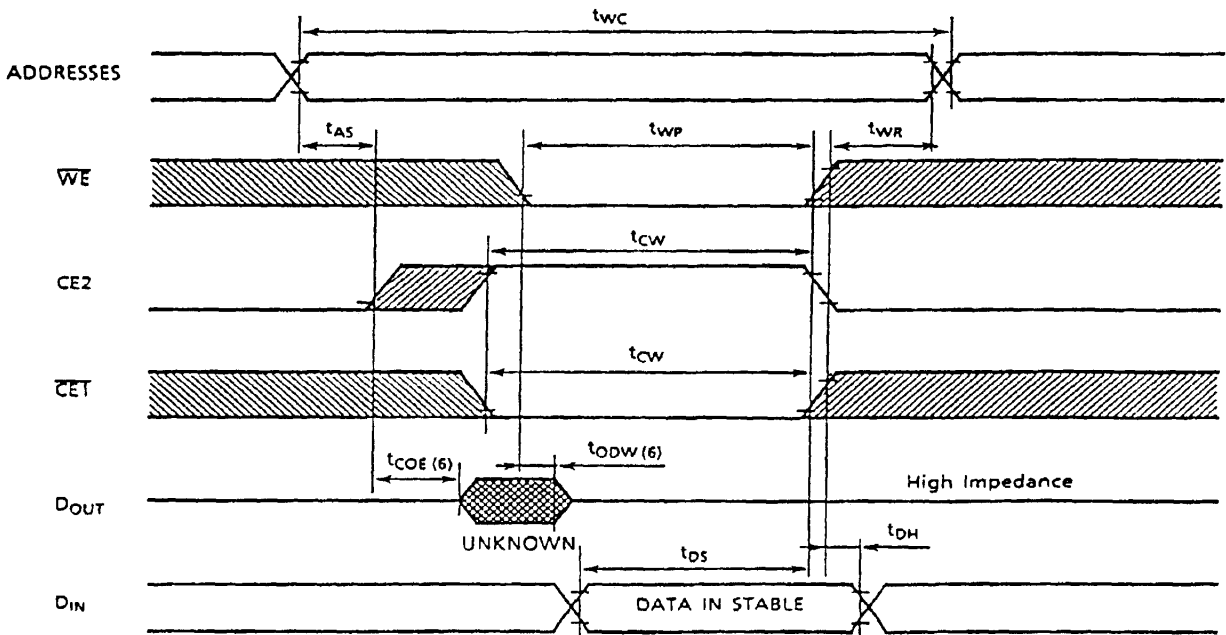 tWC
ADDRESSES
tAS
tWP
tWR
WE
tCW
CE2
tCW
CE1
tCOE (6)
tODW (6)
DOUT
High Impedance
UNKNOWN
tDH
tDS
DIN
DATA IN STABLE